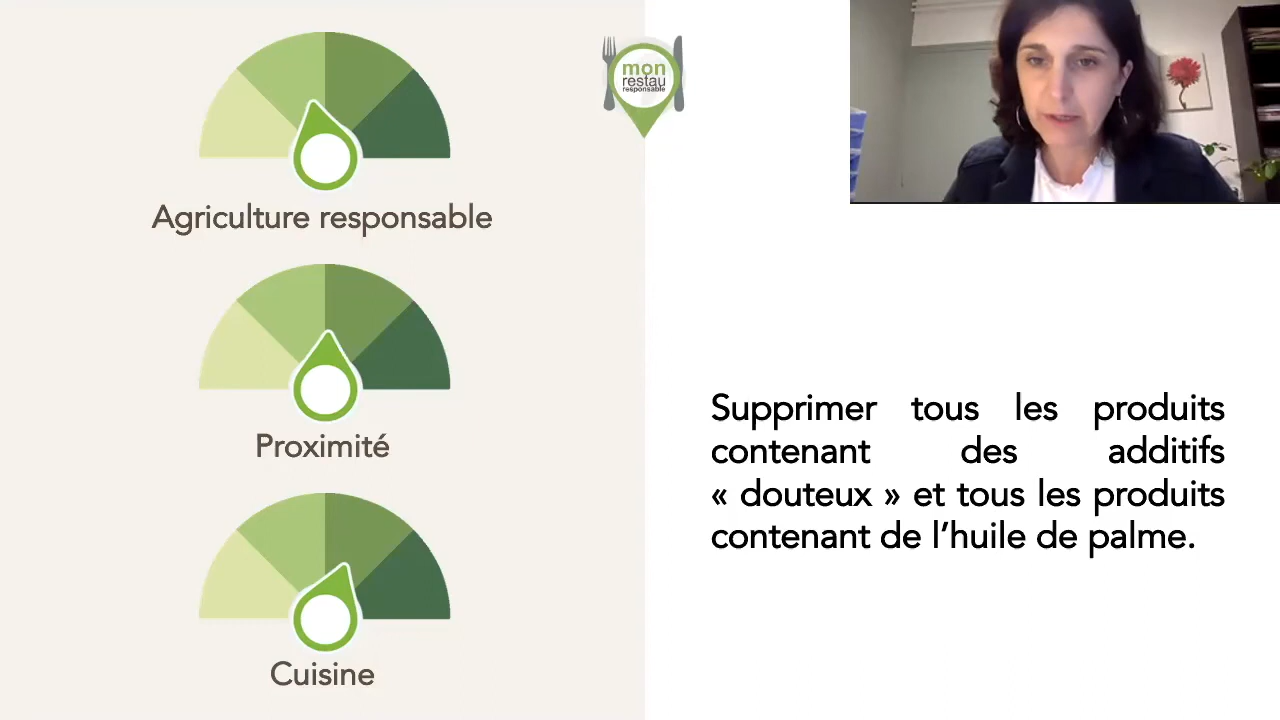 mon
restau
responsable
Agriculture responsable
Proximité
Cuisine
Supprimer tous les produits
contenant des additifs
« douteux » et tous les produits
contenant de l’huile de palme.